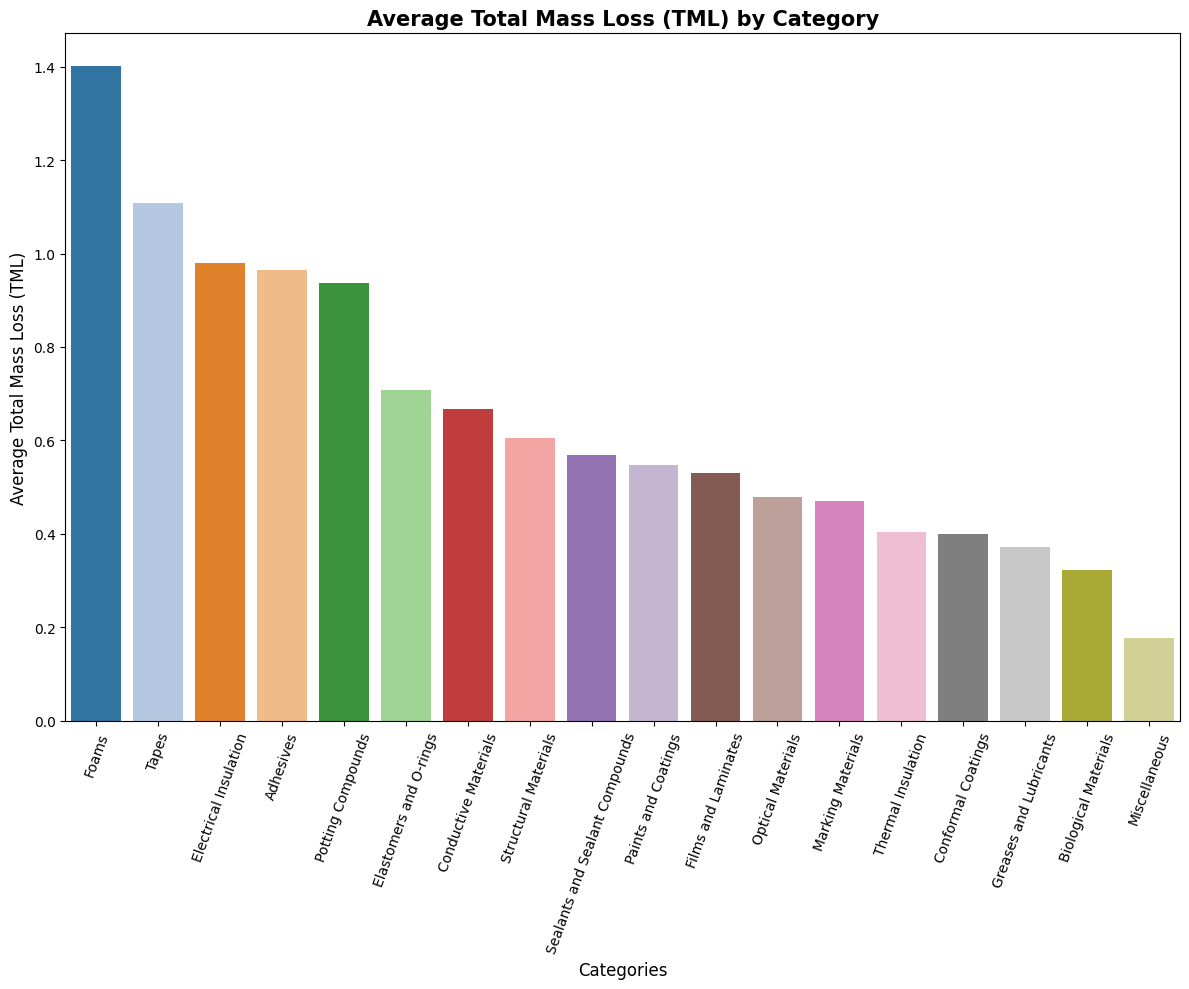 Average Total Mass Loss (TML) by Category
Average Total Mass Loss (TML)
1.4
1.2
1.0
0.8
0.6
0.4
0.2
0.0
Foams
Tapes
Electrical Insulation
Adhesives
Potting Compounds
Elastomers and O-rings
Conductive Materials
Structural Materials
Sealants and Sealant Compounds
Paints and Coatings
Films and Laminates
Optical Materials
Marking Materials
Thermal Insulation
Conformal Coatings
Greases and Lubricants
Biological Materials
Miscellaneous
Categories